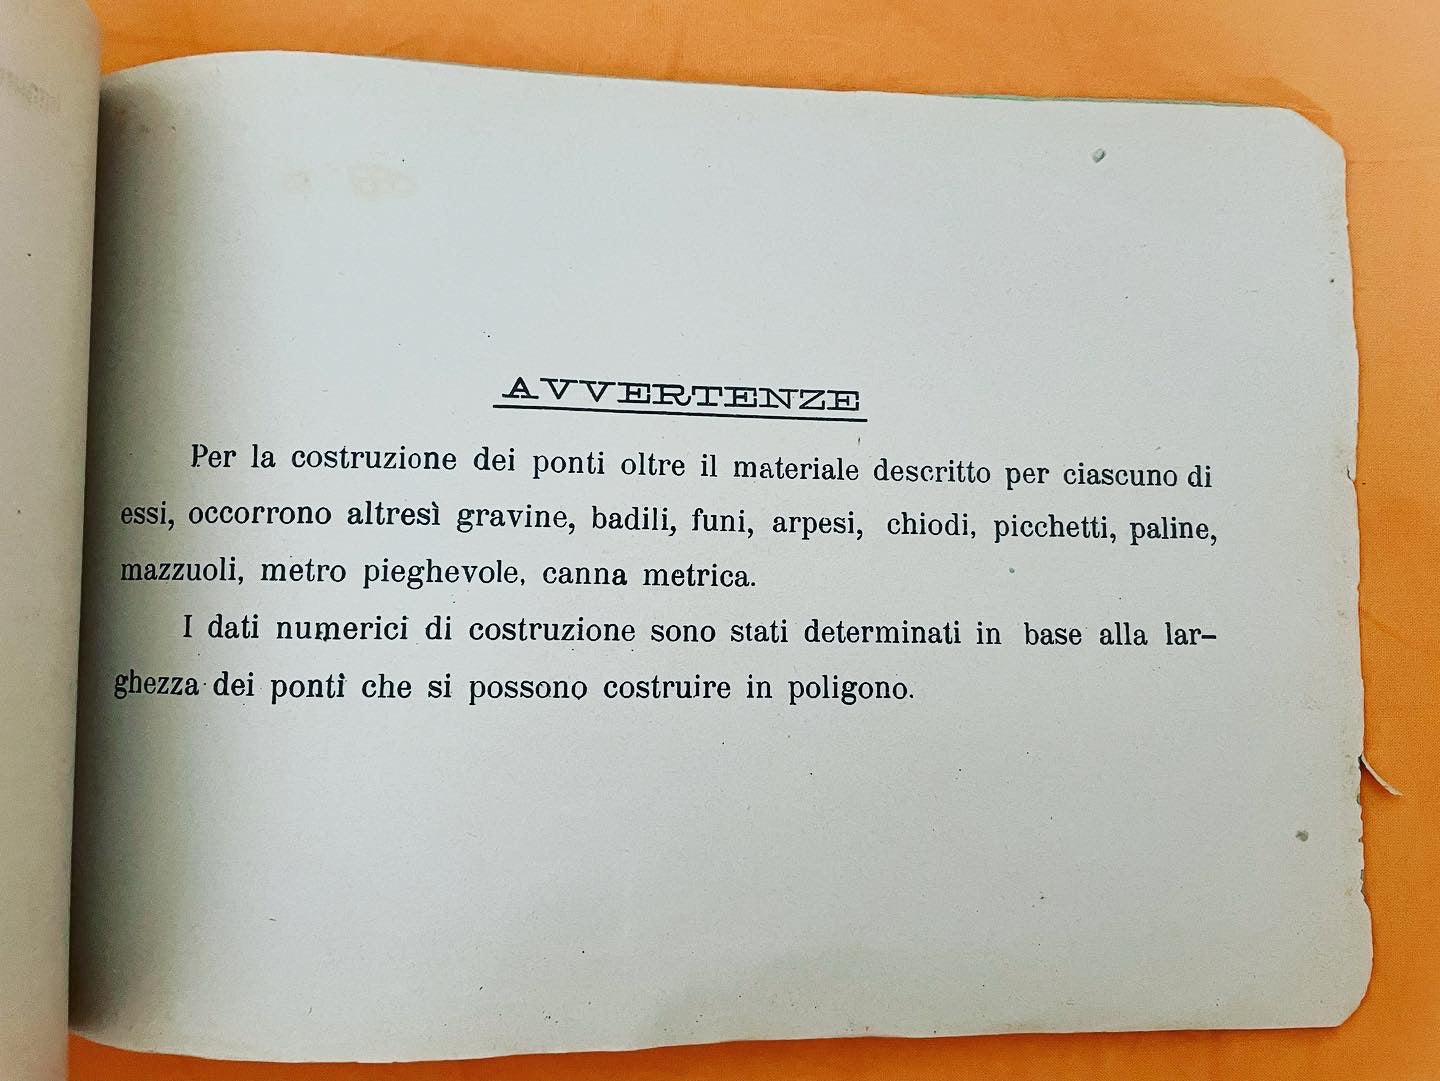 AVVERTENZE
Per la costruzione dei ponti oltre il materiale descritto per ciascuno di
essi, occorrono altresì gravine, badili, funi, arpesi, chiodi, picchetti, paline,
mazzuoli, metro pieghevole, canna metrica.
I dati numerici di costruzione sono stati determinati in base alla lar-
ghezza dei ponti che si possono costruire in poligono.